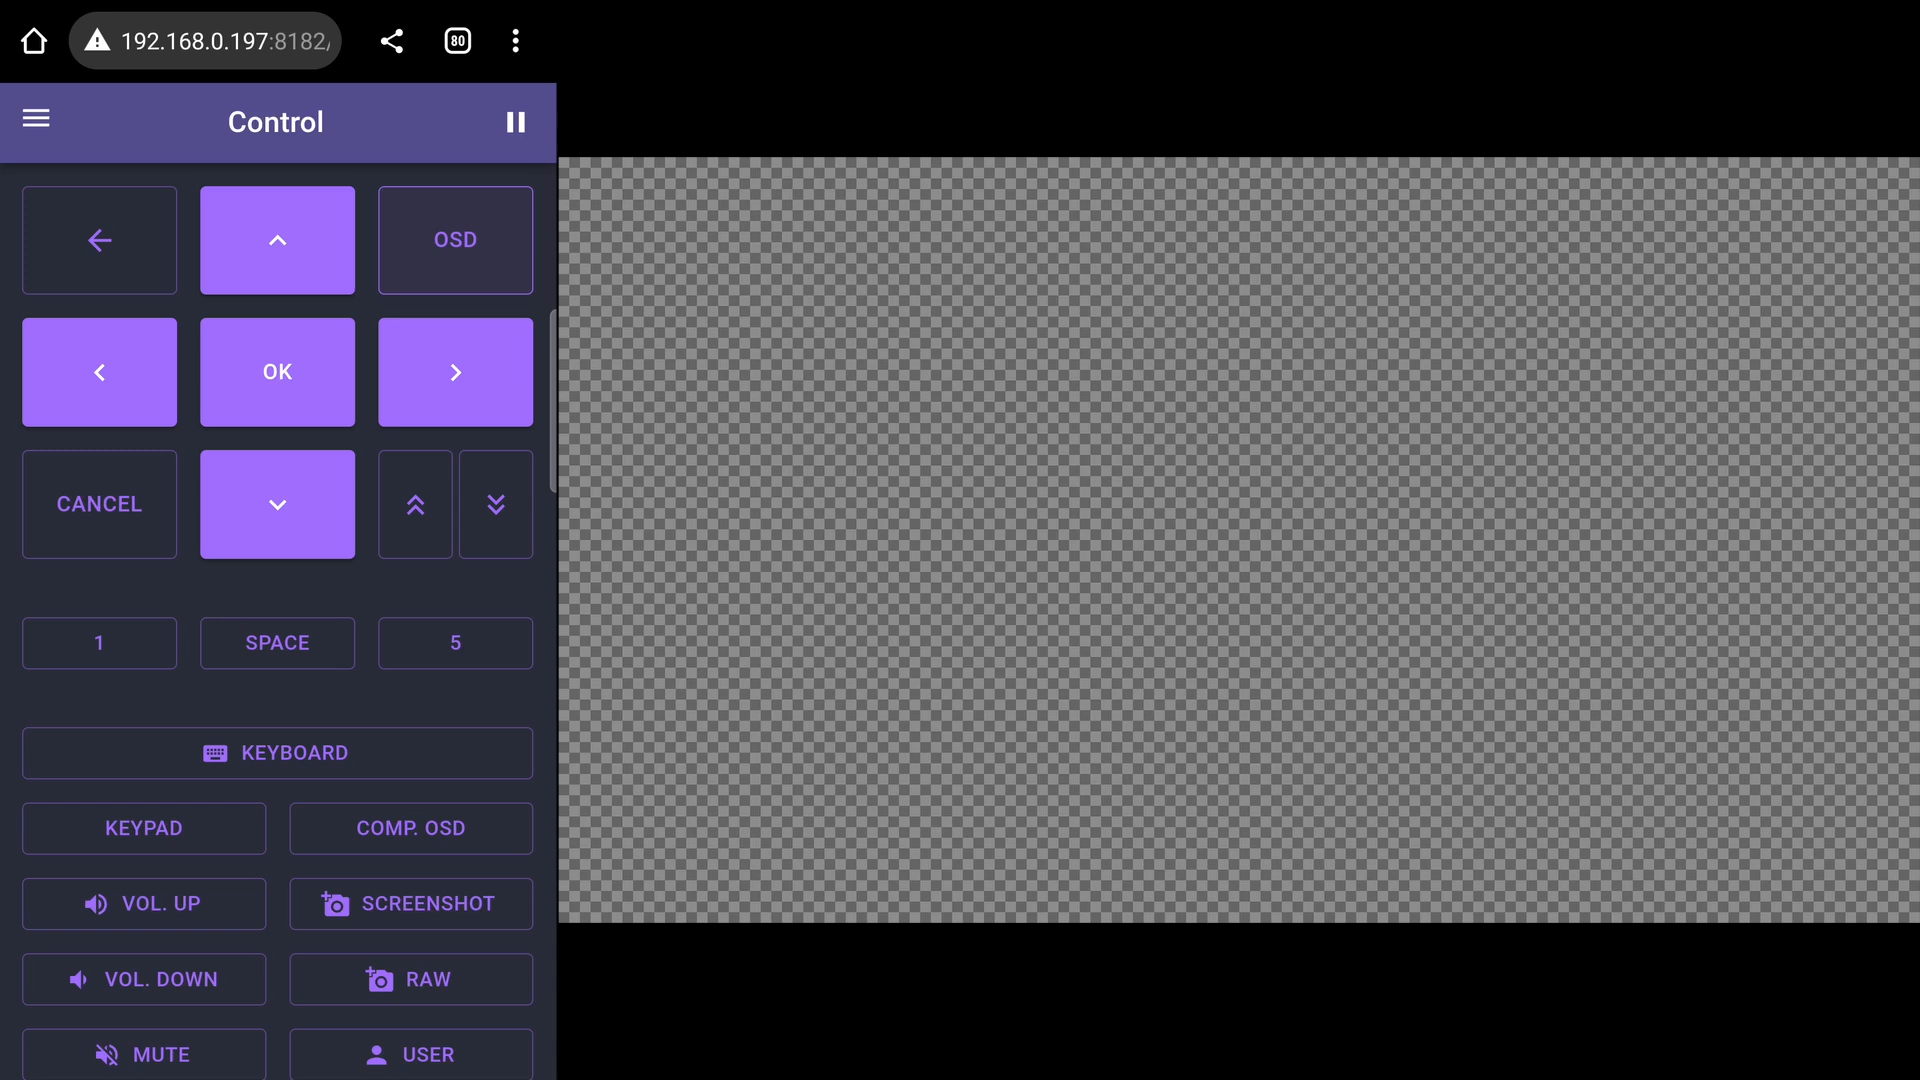 192.168.0.197:8182/
80
Control
OSD
OK
CANCEL
1 SPACE 5
KEYBOARD
KEYPAD COMP. OSD
VOL. UP SCREENSHOT
VOL. DOWN RAW
MUTE USER